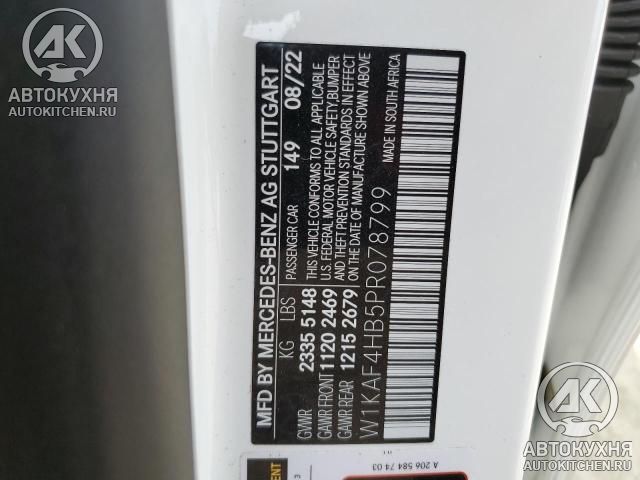 AK
АВТОКУХНЯ
AUTOKITCHEN.RU
MFD BY MERCEDES-BENZ AG STUTTGART
KG LBS PASSENGER CAR 149 08/22
GVWR 2335 5148 THIS VEHICLE CONFORMS TO ALL APPLICABLE
GAWR FRONT 1120 2469 U.S. FEDERAL MOTOR VEHICLE SAFETY,BUMPER
AND THEFT PREVENTION STANDARDS IN EFFECT
GAWR REAR 1215 2679 ON THE DATE OF MANUFACTURE SHOWN ABOVE
W1KAF4HB5PR078799
MADE IN SOUTH AFRICA
A 206 584 74 03
AK
АВТОКУХНЯ
AUTOKITCHEN.RU